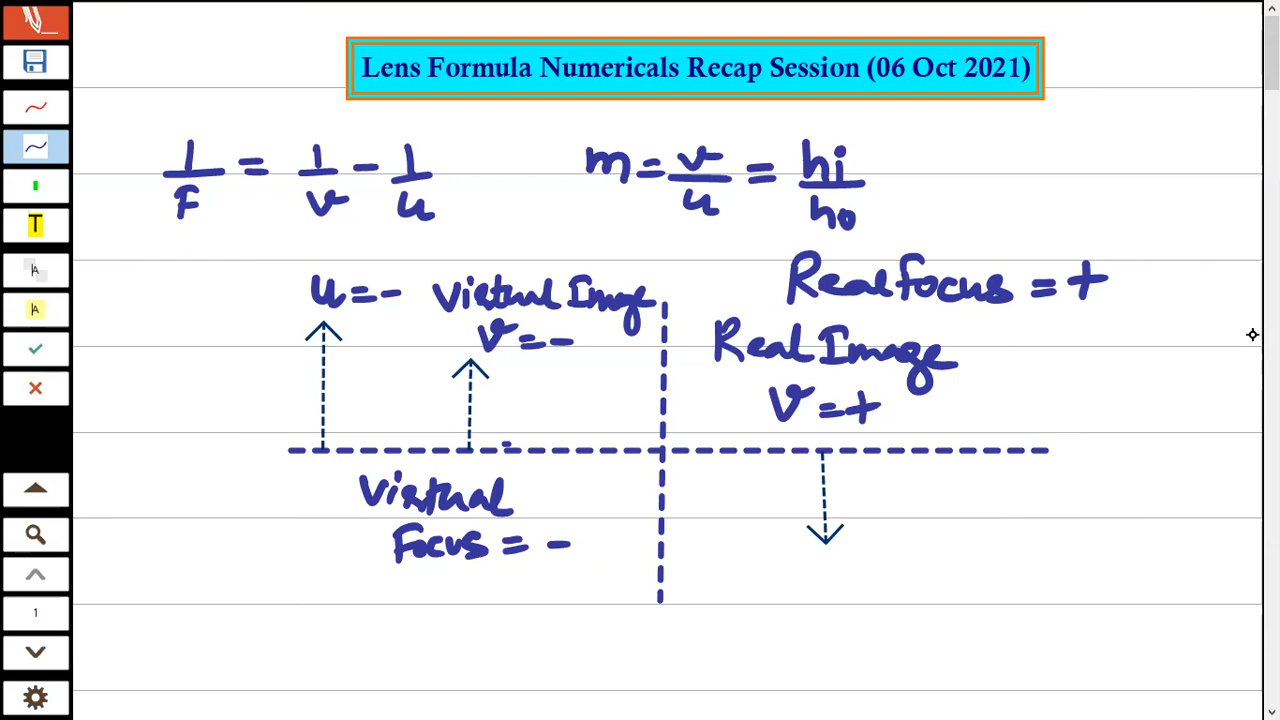 Lens Formula Numericals Recap Session (06 Oct 2021)
1/F = 1/v - 1/u
m = v/u = hi/ho
u = -
Virtual Image
v = -
Real focus = +
Real Image
V = +
Virtual
Focus = -
T
A
A
1